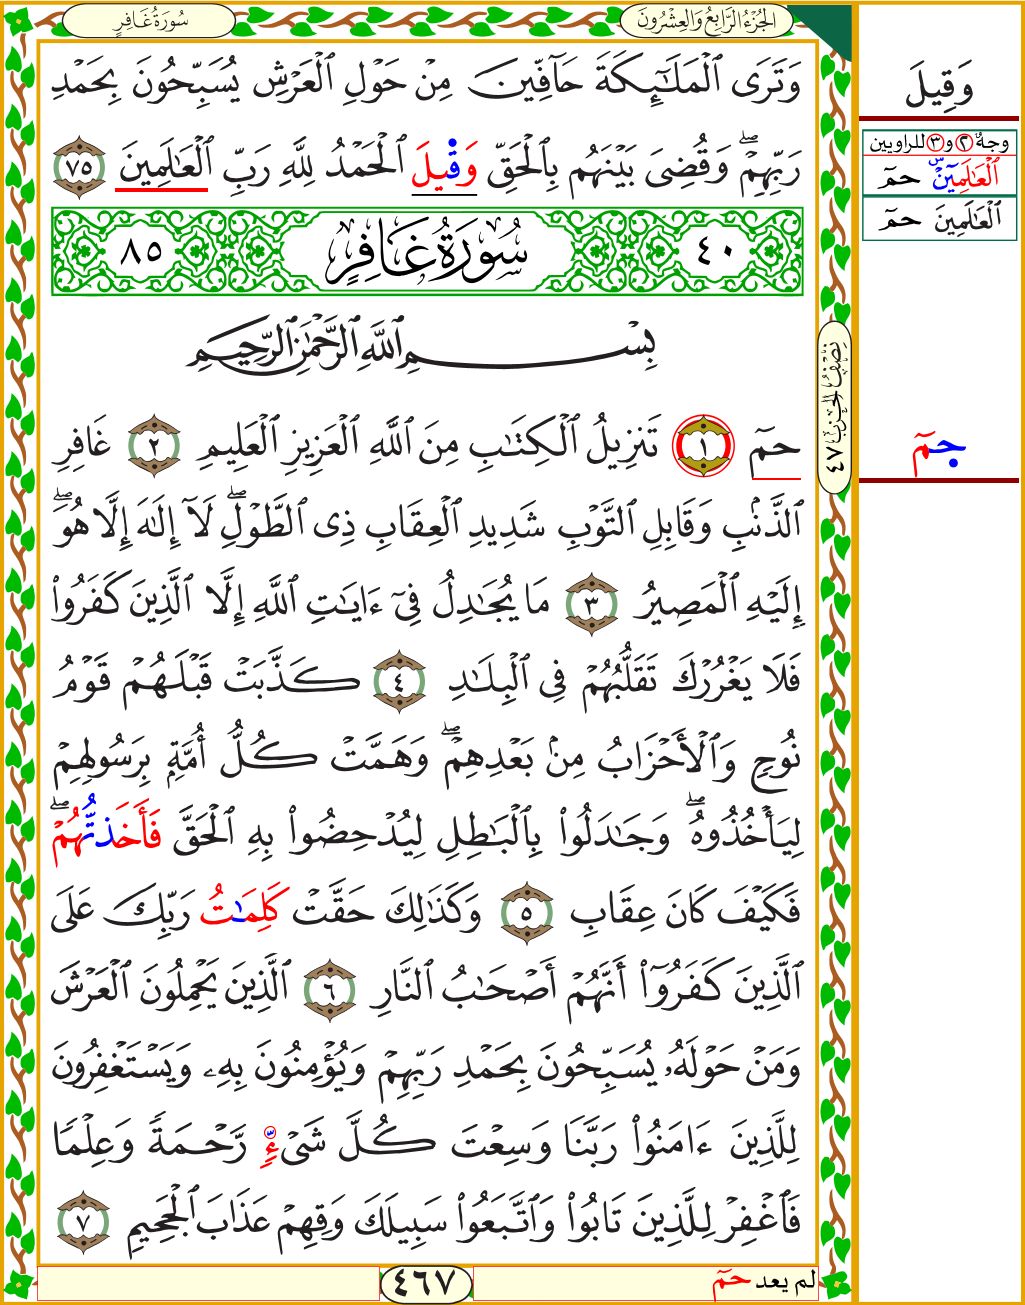 سُورَةُ غَافِرٍ
الجُزْءُ الرَّابِعُ وَالعِشْرُونَ
وَتَرَى ٱلْمَلَـٰٓئِكَةَ حَآفِّينَ مِنْ حَوْلِ ٱلْعَرْشِ يُسَبِّحُونَ بِحَمْدِ
رَبِّهِمْۖ وَقُضِىَ بَيْنَهُم بِٱلْحَقِّ وَقِيلَ ٱلْحَمْدُ لِلَّهِ رَبِّ ٱلْعَـٰلَمِينَ ٧٥
٤٠ سُورَةُ غَافِرٍ ٨٥
بِسْمِ ٱللَّهِ ٱلرَّحْمَـٰنِ ٱلرَّحِيمِ
حمٓ ١ تَنزِيلُ ٱلْكِتَـٰبِ مِنَ ٱللَّهِ ٱلْعَزِيزِ ٱلْعَلِيمِ ٢ غَافِرِ
ٱلذَّنۢبِ وَقَابِلِ ٱلتَّوْبِ شَدِيدِ ٱلْعِقَابِ ذِى ٱلطَّوْلِۖ لَآ إِلَـٰهَ إِلَّا هُوَۖ
إِلَيْهِ ٱلْمَصِيرُ ٣ مَا يُجَـٰدِلُ فِىٓ ءَايَـٰتِ ٱللَّهِ إِلَّا ٱلَّذِينَ كَفَرُوا۟
فَلَا يَغْرُرْكَ تَقَلُّبُهُمْ فِى ٱلْبِلَـٰدِ ٤ كَذَّبَتْ قَبْلَهُمْ قَوْمُ
نُوحٍ وَٱلْأَحْزَابُ مِنۢ بَعْدِهِمْۖ وَهَمَّتْ كُلُّ أُمَّةٍۭ بِرَسُولِهِمْ
لِيَأْخُذُوهُۖ وَجَـٰدَلُوا۟ بِٱلْبَـٰطِلِ لِيُدْحِضُوا۟ بِهِ ٱلْحَقَّ فَأَخَذتُّهُمْۖ
فَكَيْفَ كَانَ عِقَابِ ٥ وَكَذَٰلِكَ حَقَّتْ كَلِمَـٰتُ رَبِّكَ عَلَى
ٱلَّذِينَ كَفَرُوٓا۟ أَنَّهُمْ أَصْحَـٰبُ ٱلنَّارِ ٦ ٱلَّذِينَ يَحْمِلُونَ ٱلْعَرْشَ
وَمَنْ حَوْلَهُۥ يُسَبِّحُونَ بِحَمْدِ رَبِّهِمْ وَيُؤْمِنُونَ بِهِۦ وَيَسْتَغْفِرُونَ
لِلَّذِينَ ءَامَنُوا۟ رَبَّنَا وَسِعْتَ كُلَّ شَىْءٍ رَّحْمَةً وَعِلْمًا
فَٱغْفِرْ لِلَّذِينَ تَابُوا۟ وَٱتَّبَعُوا۟ سَبِيلَكَ وَقِهِمْ عَذَابَ ٱلْجَحِيمِ ٧
لم يعد حمٓ
٤٦٧
وَقِيلَ
وجهُ ٢ و ٣ للراويين
ٱلْعَـٰلَمِينَ حمٓ
ٱلْعَـٰلَمِينَ حمٓ
نِصْفُ الحِزْبِ ٤٧
حمٓ